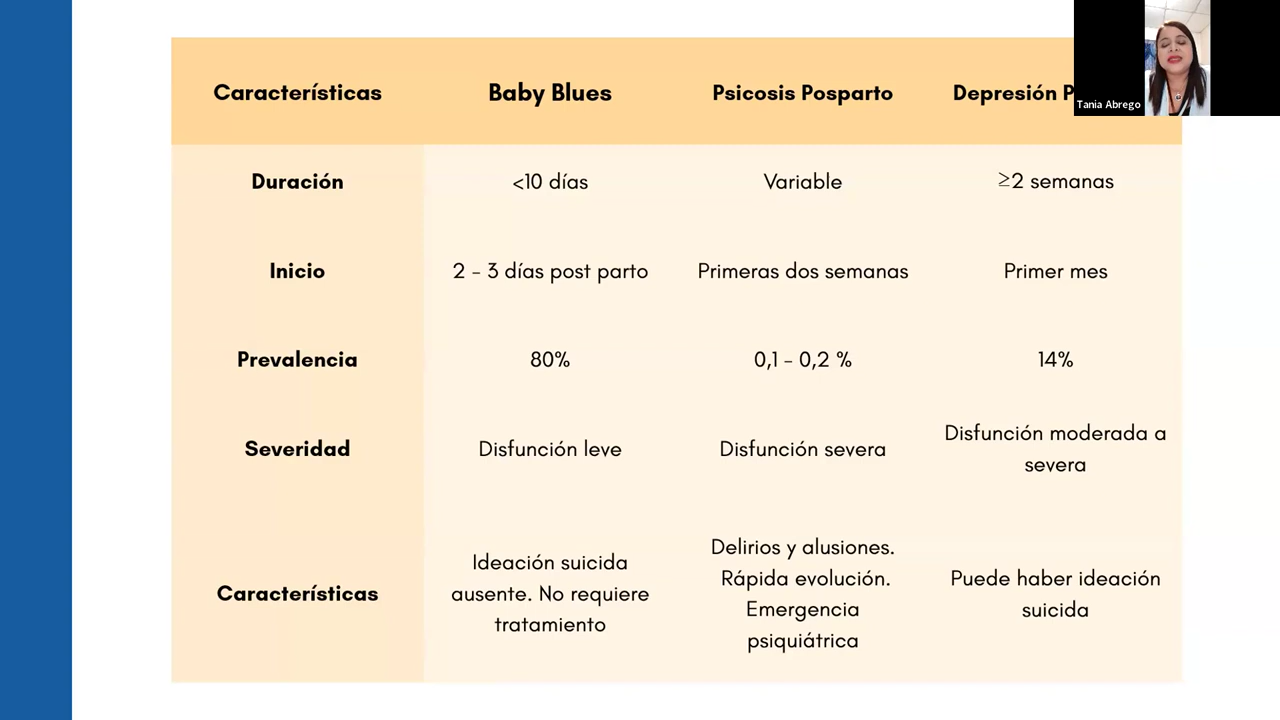 Características Baby Blues Psicosis Posparto Depresión P
Tania Abrego
Duración <10 días Variable ≥2 semanas
Inicio 2 - 3 días post parto Primeras dos semanas Primer mes
Prevalencia 80% 0,1 - 0,2 % 14%
Severidad Disfunción leve Disfunción severa Disfunción moderada a
severa
Características
Ideación suicida
ausente. No requiere
tratamiento
Delirios y alusiones.
Rápida evolución.
Emergencia
psiquiátrica
Puede haber ideación
suicida